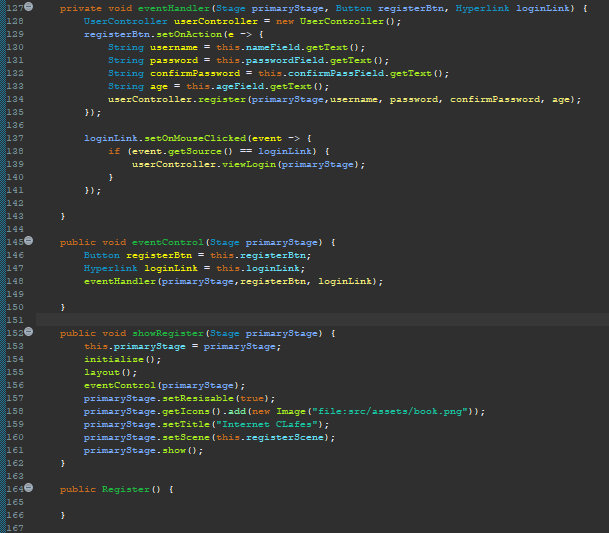 127 private void eventHandler(Stage primaryStage, Button registerBtn, Hyperlink loginLink) {
128 UserController userController = new UserController();
129 registerBtn.setOnAction(e -> {
130 String username = this.nameField.getText();
131 String password = this.passwordField.getText();
132 String confirmPassword = this.confirmPassField.getText();
133 String age = this.ageField.getText();
134 userController.register(primaryStage,username, password, confirmPassword, age);
135 });
136
137 loginLink.setOnMouseClicked(event -> {
138 if (event.getSource() == loginLink) {
139 userController.viewLogin(primaryStage);
140 }
141 });
142
143 }
144
145 public void eventControl(Stage primaryStage) {
146 Button registerBtn = this.registerBtn;
147 Hyperlink loginLink = this.loginLink;
148 eventHandler(primaryStage,registerBtn, loginLink);
149
150 }
151
152 public void showRegister(Stage primaryStage) {
153 this.primaryStage = primaryStage;
154 initialize();
155 layout();
156 eventControl(primaryStage);
157 primaryStage.setResizable(true);
158 primaryStage.getIcons().add(new Image("file:src/assets/book.png"));
159 primaryStage.setTitle("Internet CLafes");
160 primaryStage.setScene(this.registerScene);
161 primaryStage.show();
162 }
163
164 public Register() {
165
166 }
167